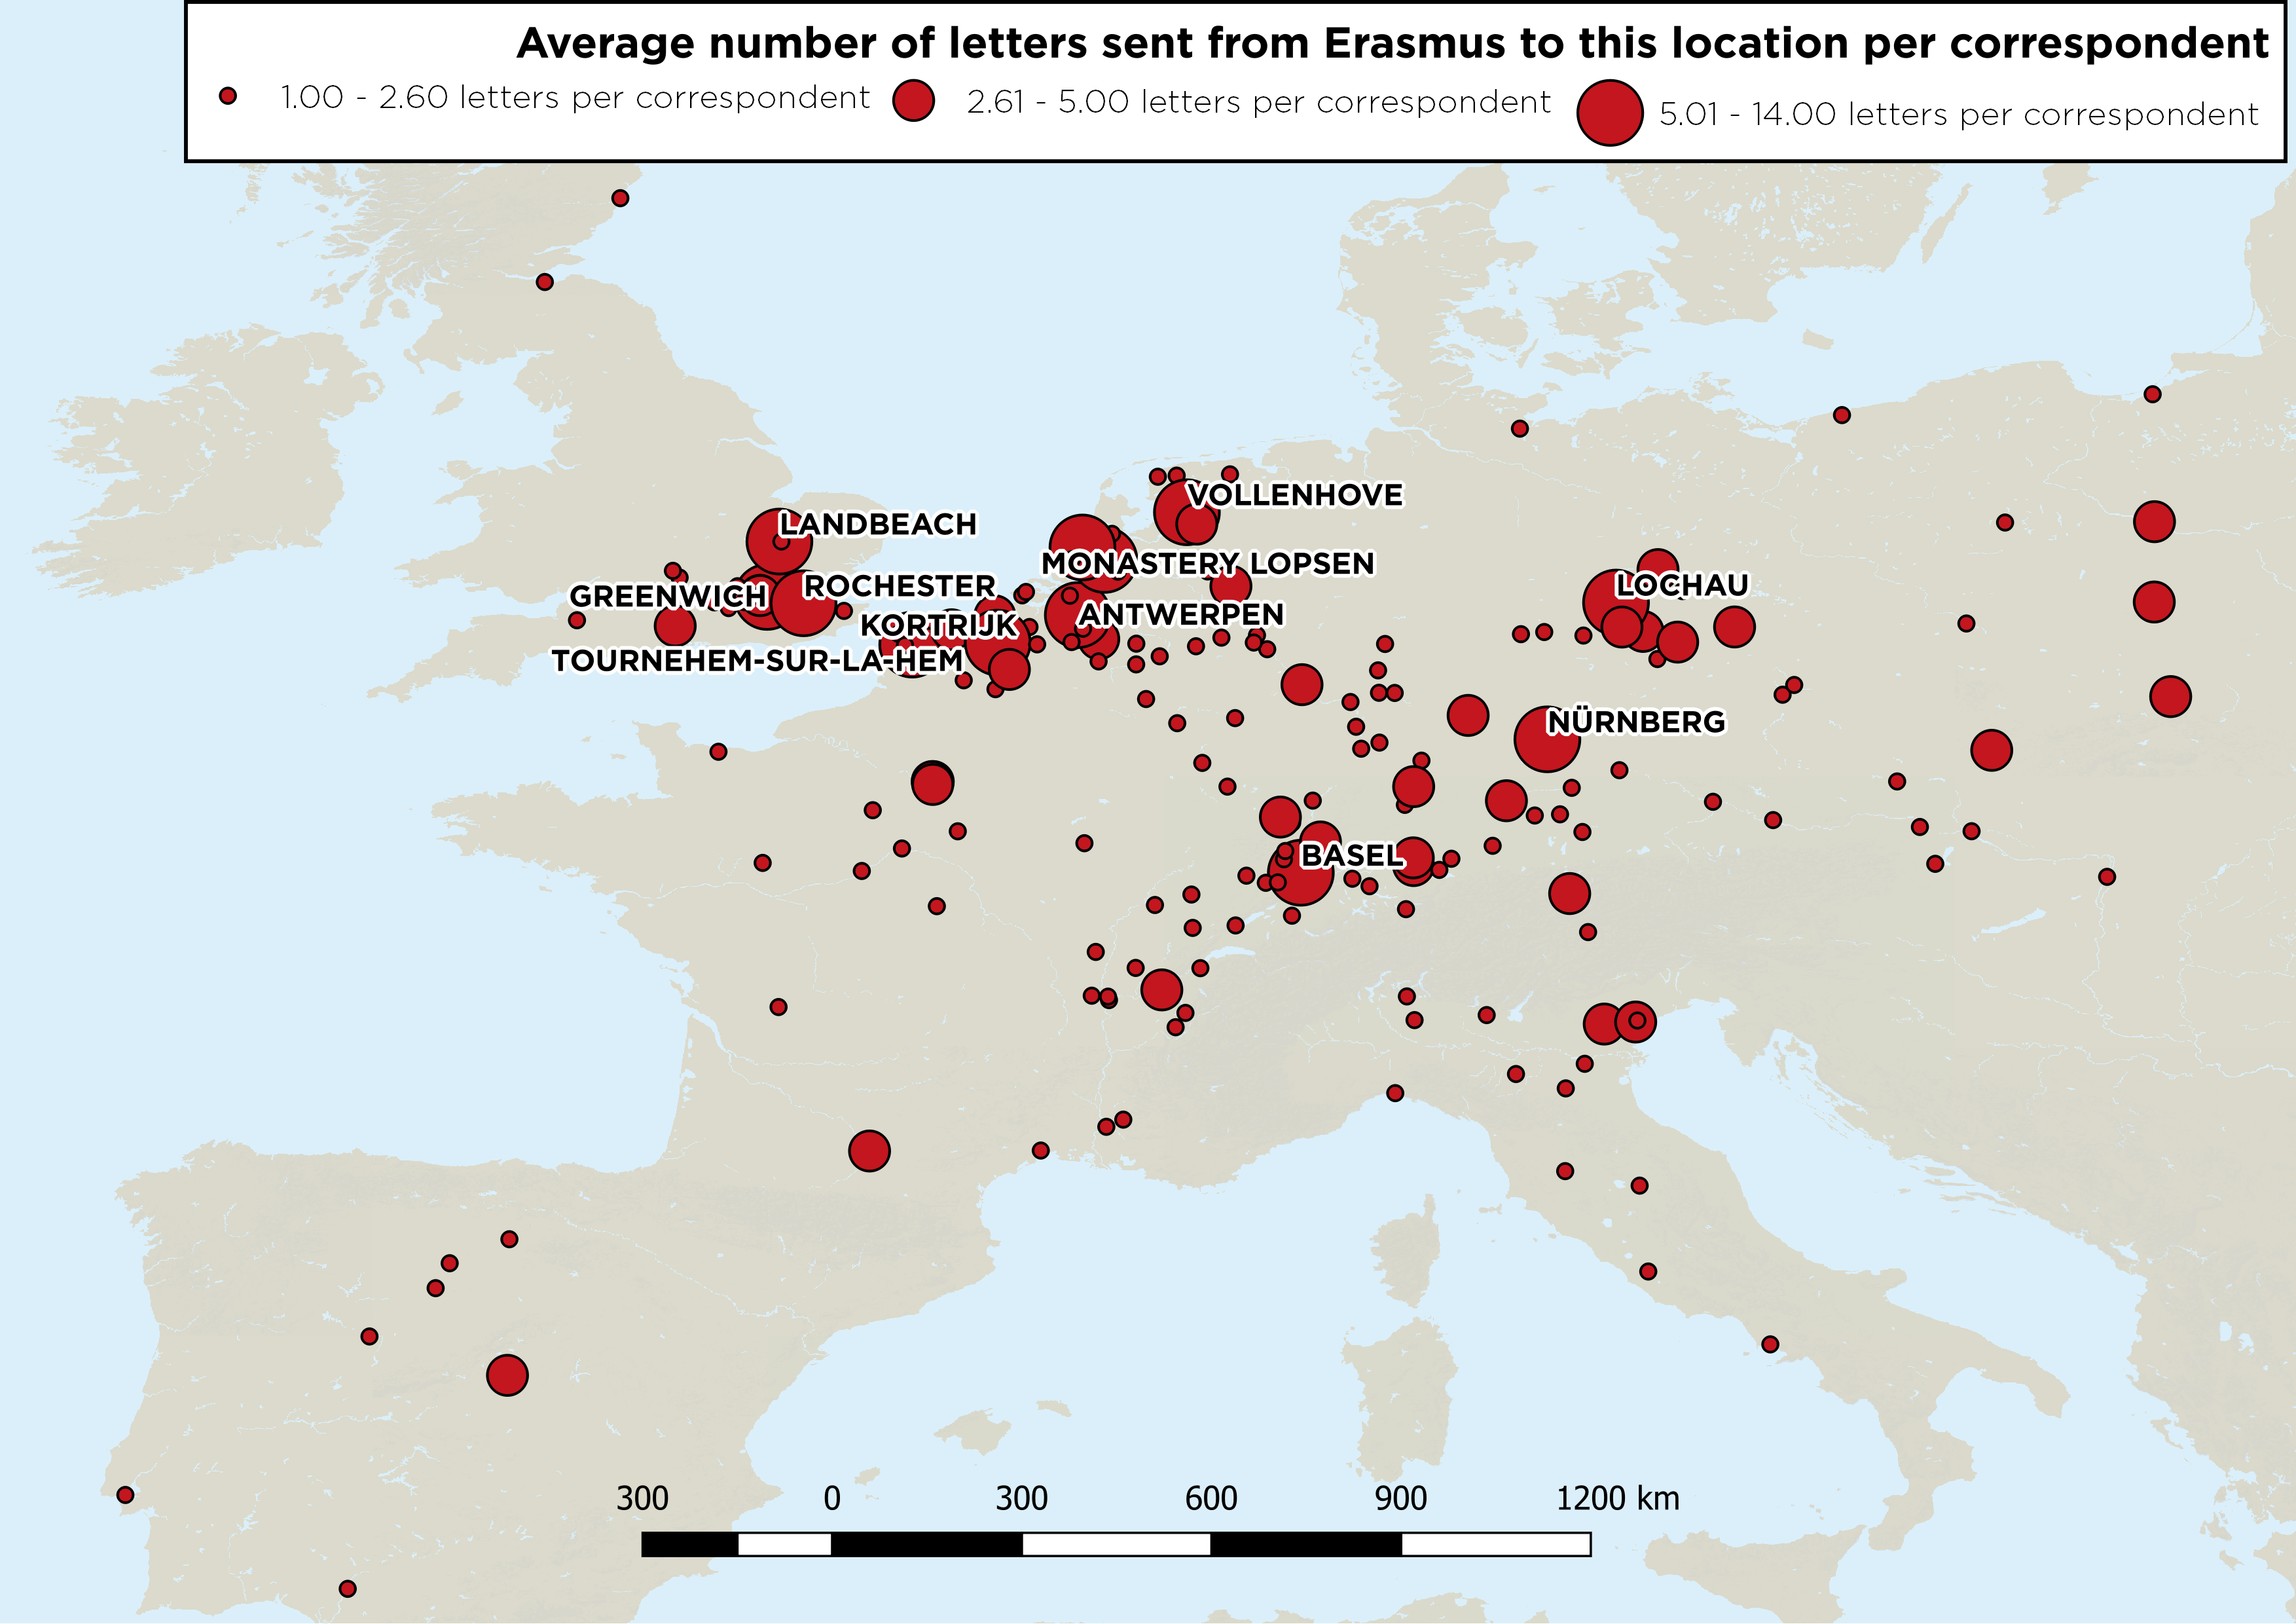 Average number of letters sent from Erasmus to this location per correspondent
1.00 - 2.60 letters per correspondent
2.61 - 5.00 letters per correspondent
5.01 - 14.00 letters per correspondent
VOLLENHOVE
LANDBEACH
MONASTERY LOPSEN
LOCHAU
GREENWICH
ROCHESTER
ANTWERPEN
KORTRIJK
TOURNEHEM-SUR-LA-HEM
NÜRNBERG
BASEL
300 0 300 600 900 1200 km